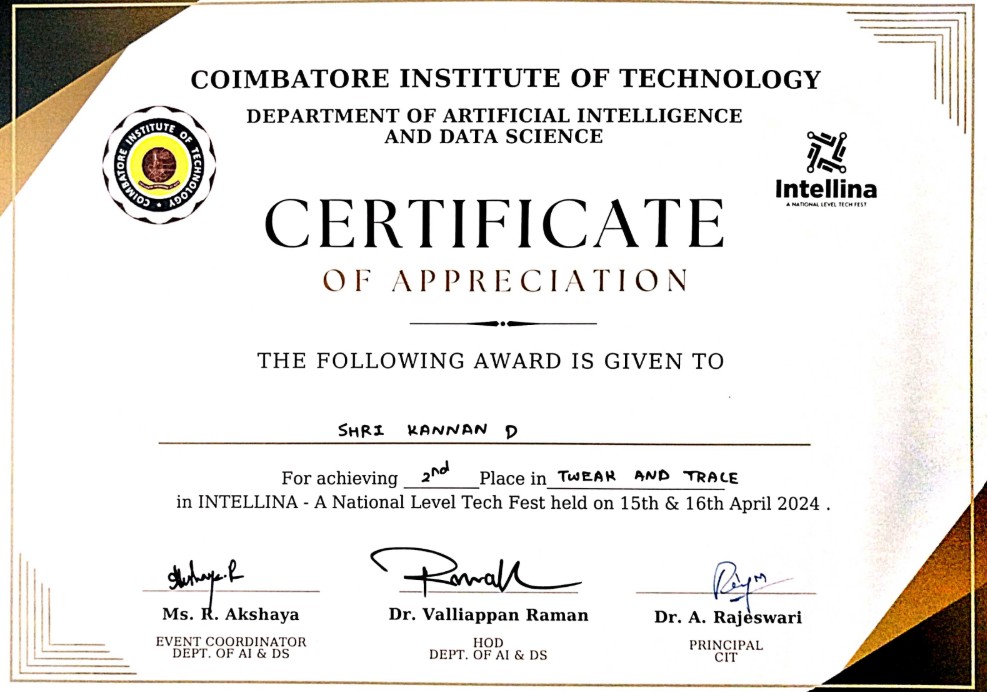 COIMBATORE INSTITUTE OF TECHNOLOGY
DEPARTMENT OF ARTIFICIAL INTELLIGENCE
AND DATA SCIENCE
COIMBATORE INSTITUTE OF TECHNOLOGY
Intellina
A NATIONAL LEVEL TECH FEST
CERTIFICATE
OF APPRECIATION
THE FOLLOWING AWARD IS GIVEN TO
SHRI KANNAN D
For achieving 2nd Place in TWEAK AND TRACE
in INTELLINA - A National Level Tech Fest held on 15th & 16th April 2024 .
Akshaya.R
Ms. R. Akshaya
Dr. Valliappan Raman
Dr. A. Rajeswari
EVENT COORDINATOR
DEPT. OF AI & DS
HOD
DEPT. OF AI & DS
PRINCIPAL
CIT